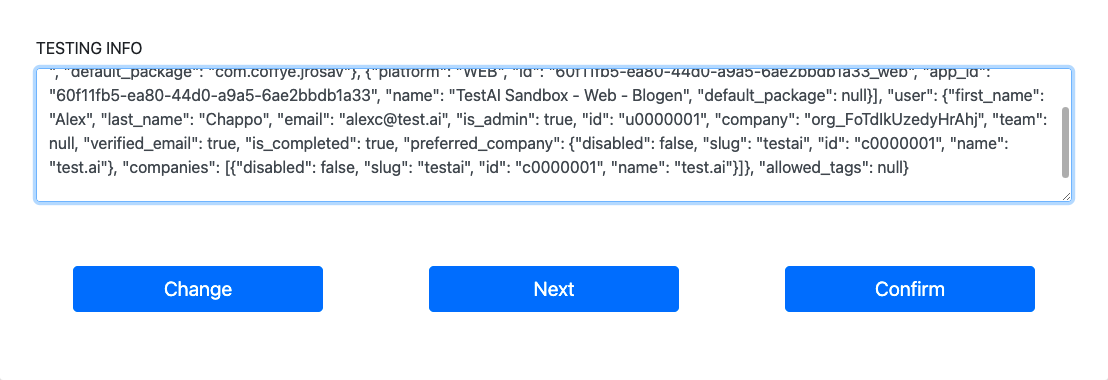 TESTING INFO
", "default_package": "com.coffye.jrosav"}, {"platform": "WEB", "id": "60f11fb5-ea80-44d0-a9a5-6ae2bbdb1a33_web", "app_id":
"60f11fb5-ea80-44d0-a9a5-6ae2bbdb1a33", "name": "TestAI Sandbox - Web - Blogen", "default_package": null}], "user": {"first_name":
"Alex", "last_name": "Chappo", "email": "alexc@test.ai", "is_admin": true, "id": "u0000001", "company": "org_FoTdlkUzedyHrAhj", "team":
null, "verified_email": true, "is_completed": true, "preferred_company": {"disabled": false, "slug": "testai", "id": "c0000001", "name":
"test.ai"}, "companies": [{"disabled": false, "slug": "testai", "id": "c0000001", "name": "test.ai"}]}, "allowed_tags": null}
Change
Next
Confirm